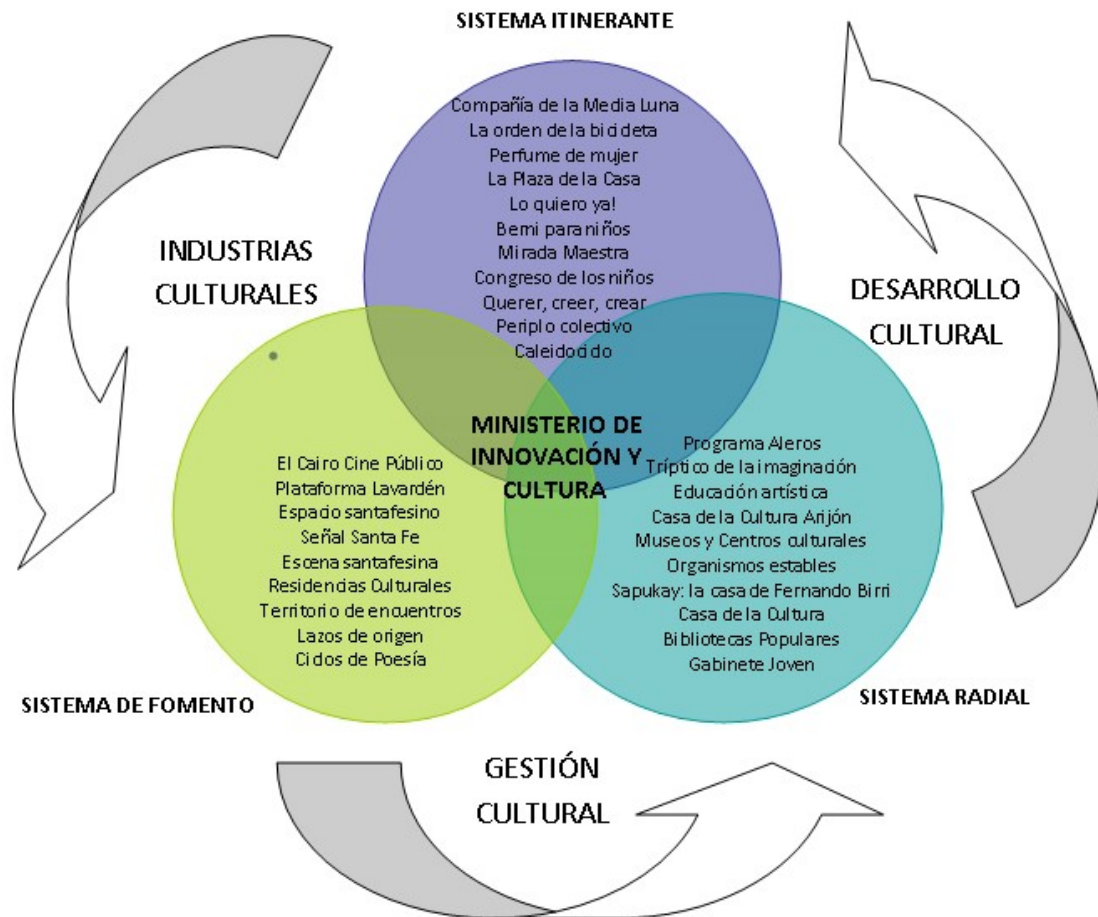 SISTEMA ITINERANTE
Compañía de la Media Luna
La orden de la bicicleta
Perfume de mujer
La Plaza de la Casa
Lo quiero ya!
Berni para niños
Mirada Maestra
Congreso de los niños
Querer, creer, crear
Periplo colectivo
Caleidociclo
INDUSTRIAS
CULTURALES
DESARROLLO
CULTURAL
MINISTERIO DE
INNOVACIÓN Y
CULTURA
El Cairo Cine Público
Plataforma Lavardén
Espacio santafesino
Señal Santa Fe
Escena santafesina
Residencias Culturales
Territorio de encuentros
Lazos de origen
Ciclos de Poesía
Programa Aleros
Tríptico de la imaginación
Educación artística
Casa de la Cultura Arijón
Museos y Centros culturales
Organismos estables
Sapukay: la casa de Fernando Birri
Casa de la Cultura
Bibliotecas Populares
Gabinete Joven
SISTEMA DE FOMENTO
SISTEMA RADIAL
GESTIÓN
CULTURAL